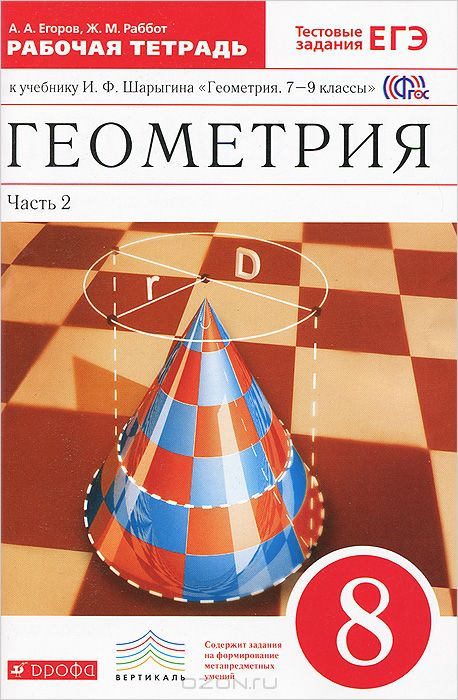 А. А. Егоров, Ж. М. Раббот
РАБОЧАЯ ТЕТРАДЬ
Тестовые
задания ЕГЭ
к учебнику И. Ф. Шарыгина «Геометрия. 7–9 классы»
ФГОС
ГЕОМЕТРИЯ
Часть 2
r D
8
дрофа
ВЕРТИКАЛЬ
Содержит задания
на формирование
метапредметных
умений
ozon.ru